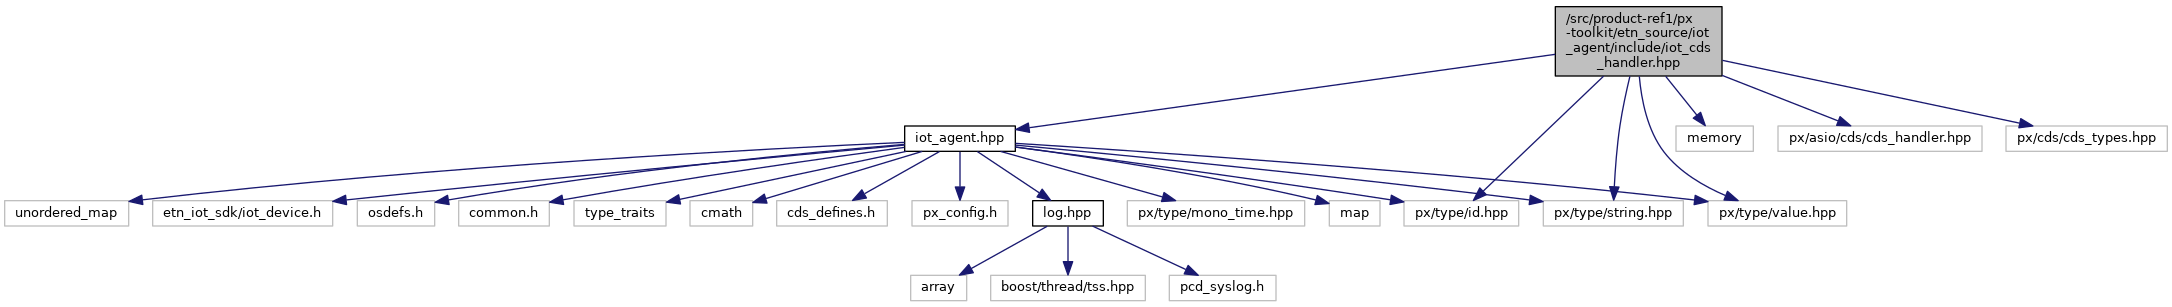 /src/product-ref1/px
-toolkit/etn_source/iot
_agent/include/iot_cds
_handler.hpp
iot_agent.hpp
memory
px/asio/cds/cds_handler.hpp
px/cds/cds_types.hpp
unordered_map
etn_iot_sdk/iot_device.h
osdefs.h
common.h
type_traits
cmath
cds_defines.h
px_config.h
log.hpp
px/type/mono_time.hpp
map
px/type/id.hpp
px/type/string.hpp
px/type/value.hpp
array
boost/thread/tss.hpp
pcd_syslog.h